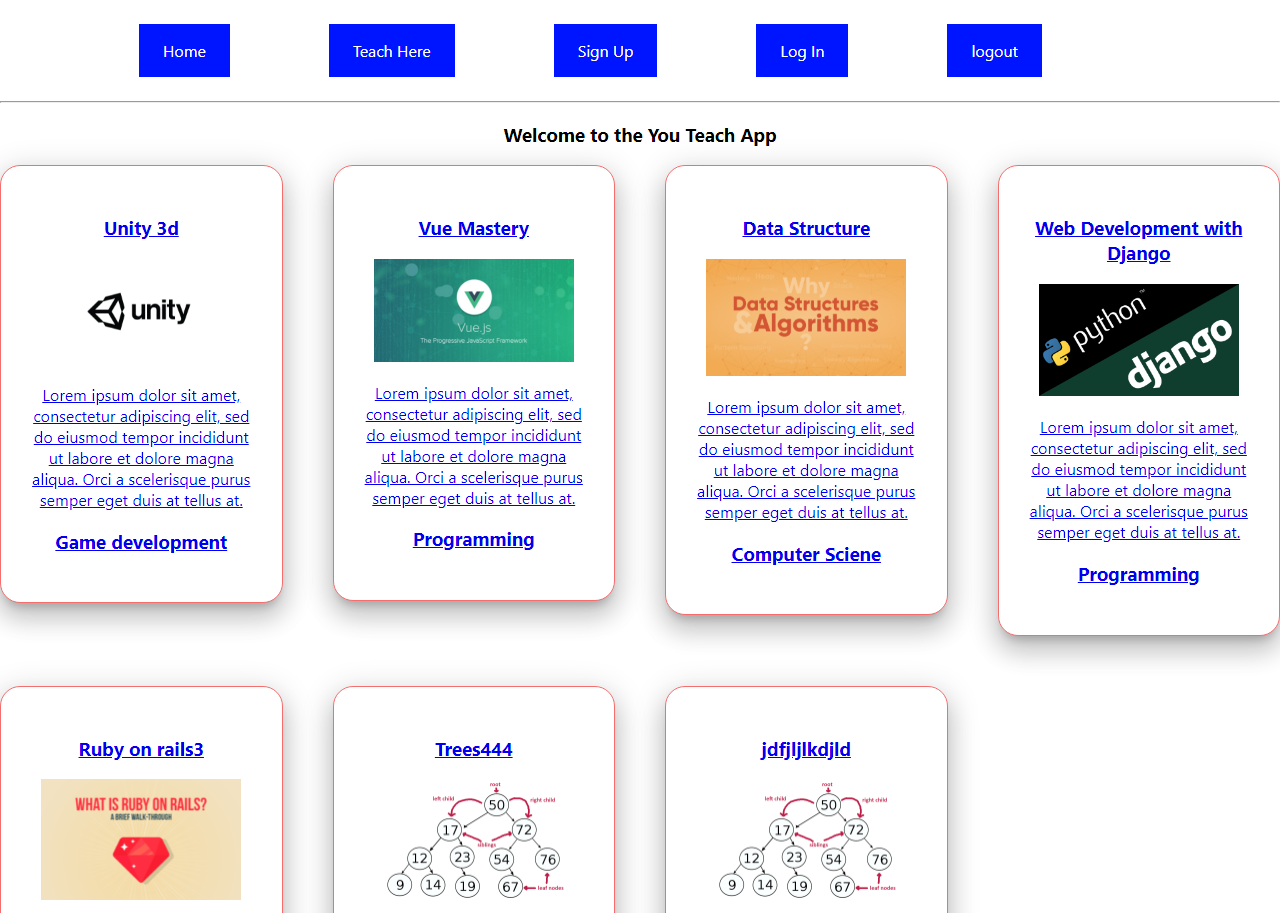 Home
Teach Here
Sign Up
Log In
logout
Welcome to the You Teach App
Unity 3d
unity
Lorem ipsum dolor sit amet,
consectetur adipiscing elit, sed
do eiusmod tempor incididunt
ut labore et dolore magna
aliqua. Orci a scelerisque purus
semper eget duis at tellus at.
Game development
Vue Mastery
Vue.js
The Progressive JavaScript Framework
Lorem ipsum dolor sit amet,
consectetur adipiscing elit, sed
do eiusmod tempor incididunt
ut labore et dolore magna
aliqua. Orci a scelerisque purus
semper eget duis at tellus at.
Programming
Data Structure
Why
Data Structures
&Algorithms
?
Lorem ipsum dolor sit amet,
consectetur adipiscing elit, sed
do eiusmod tempor incididunt
ut labore et dolore magna
aliqua. Orci a scelerisque purus
semper eget duis at tellus at.
Computer Sciene
Web Development with
Django
python™
django
Lorem ipsum dolor sit amet,
consectetur adipiscing elit, sed
do eiusmod tempor incididunt
ut labore et dolore magna
aliqua. Orci a scelerisque purus
semper eget duis at tellus at.
Programming
Ruby on rails3
WHAT IS RUBY ON RAILS?
A BRIEF WALK-THROUGH
Trees444
root
left child
50
right child
17
72
siblings
12
23
54
76
9
14
19
67
leaf nodes
jdfjljlkdjld
root
left child
50
right child
17
72
siblings
12
23
54
76
9
14
19
67
leaf nodes